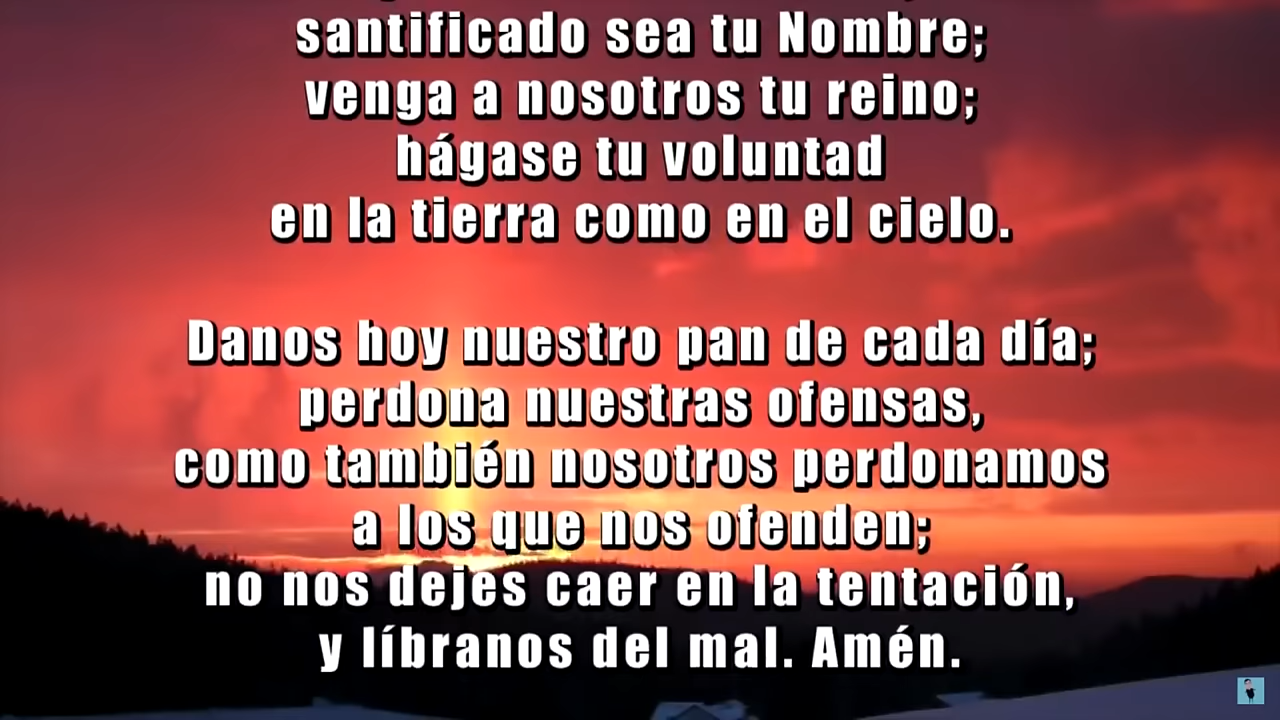 santificado sea tu Nombre;
venga a nosotros tu reino;
hágase tu voluntad
en la tierra como en el cielo.
Danos hoy nuestro pan de cada día;
perdona nuestras ofensas,
como también nosotros perdonamos
a los que nos ofenden;
no nos dejes caer en la tentación,
y líbranos del mal. Amén.